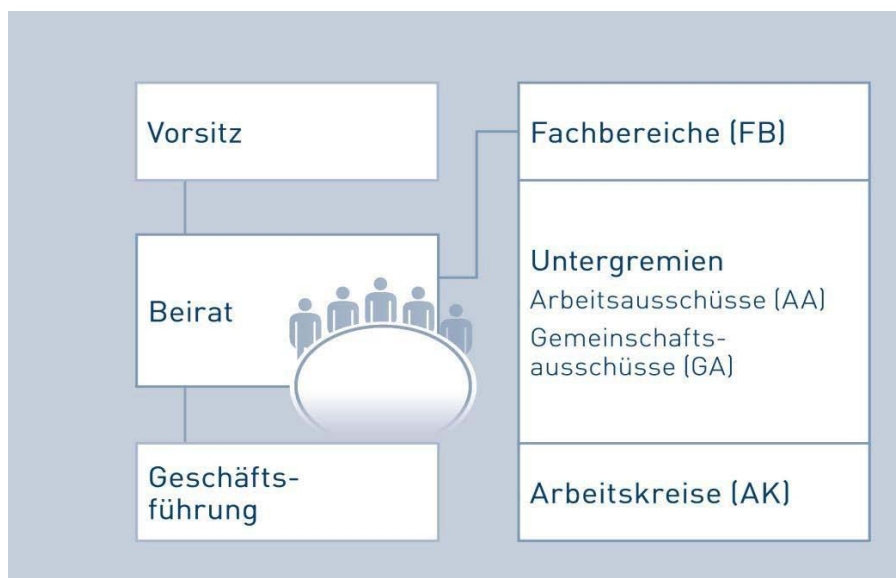 Vorsitz
Beirat
Geschäfts-
führung
Fachbereiche (FB)
Untergremien
Arbeitsausschüsse (AA)
Gemeinschafts-
ausschüsse (GA)
Arbeitskreise (AK)